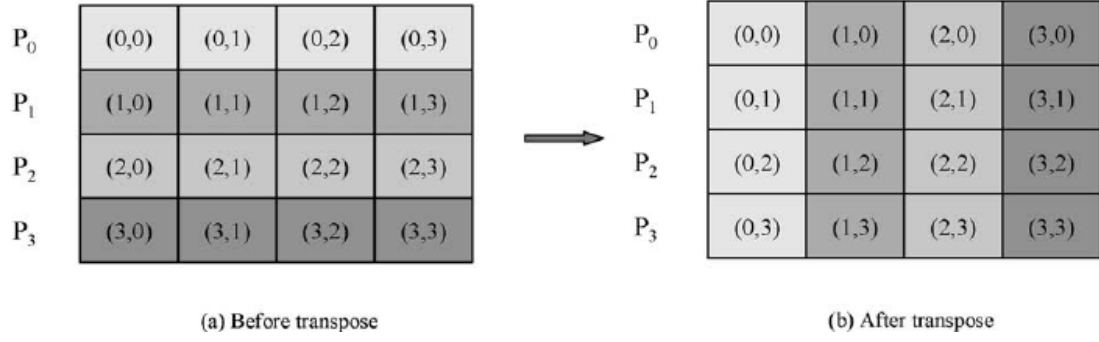 P0 (0,0) (0,1) (0,2) (0,3)
P1 (1,0) (1,1) (1,2) (1,3)
P2 (2,0) (2,1) (2,2) (2,3)
P3 (3,0) (3,1) (3,2) (3,3)
(a) Before transpose
P0 (0,0) (1,0) (2,0) (3,0)
P1 (0,1) (1,1) (2,1) (3,1)
P2 (0,2) (1,2) (2,2) (3,2)
P3 (0,3) (1,3) (2,3) (3,3)
(b) After transpose